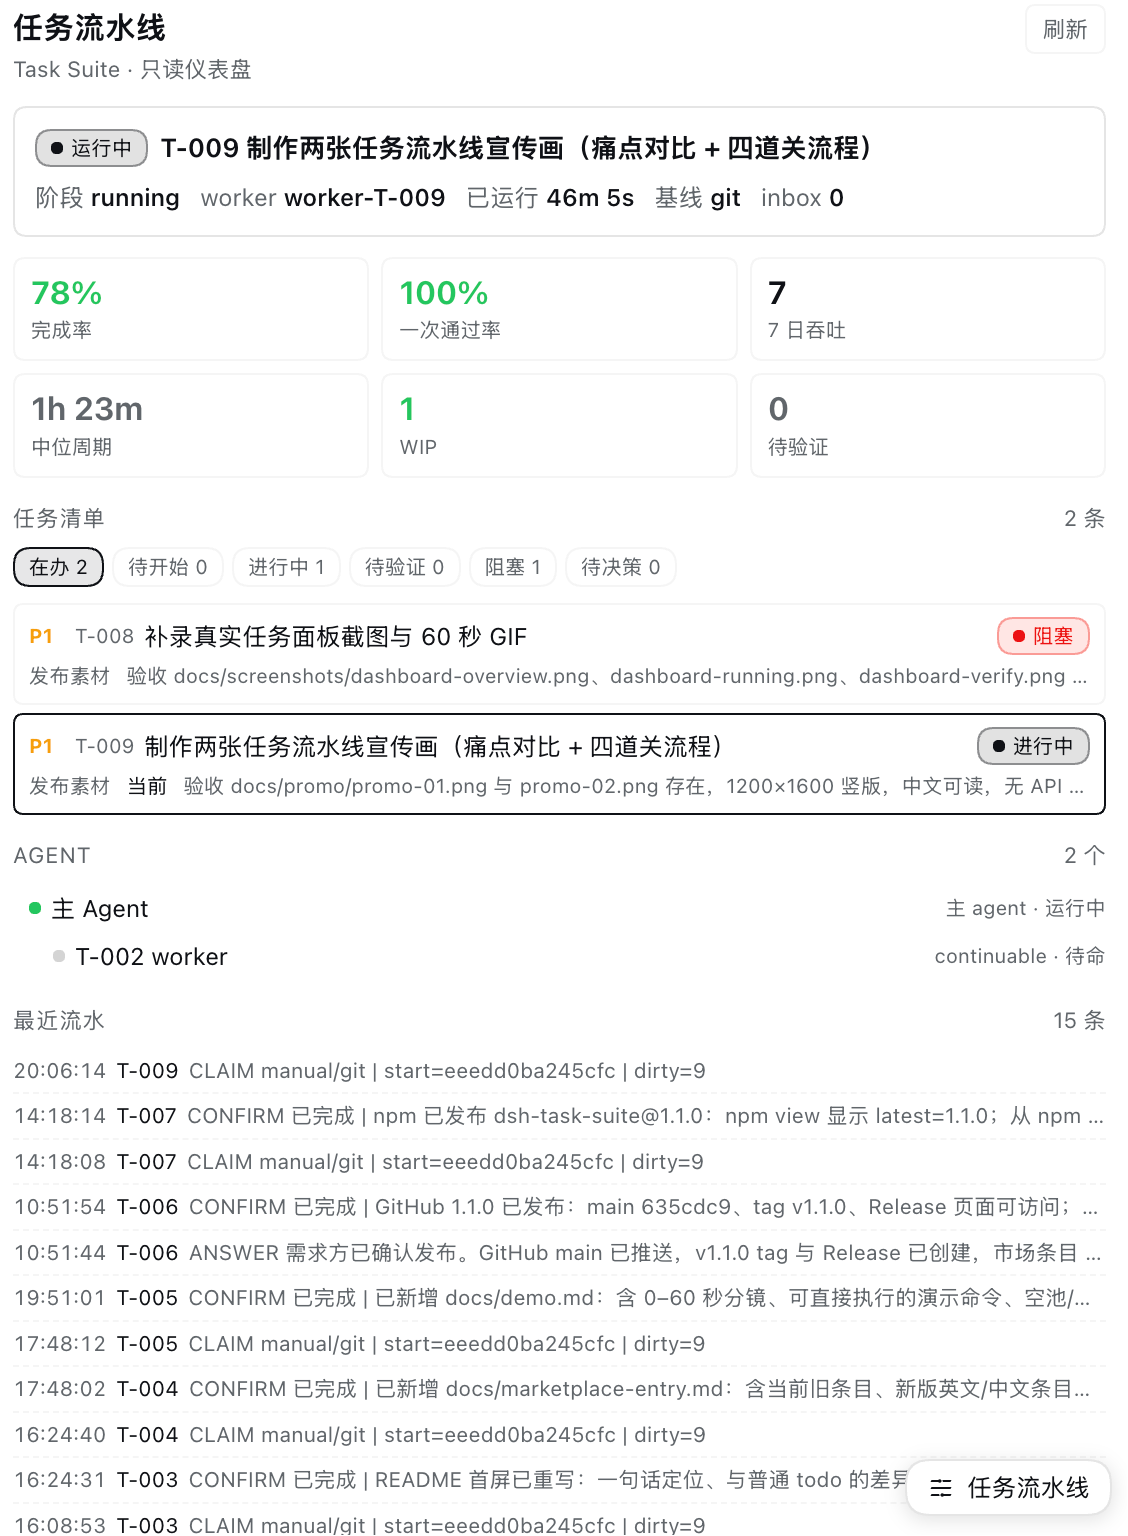 任务流水线
刷新
Task Suite · 只读仪表盘
运行中 T-009 制作两张任务流水线宣传画（痛点对比 + 四道关流程）
阶段 running worker worker-T-009 已运行 46m 5s 基线 git inbox 0
78%
完成率
100%
一次通过率
7
7 日吞吐
1h 23m
中位周期
1
WIP
0
待验证
任务清单 2 条
在办 2 待开始 0 进行中 1 待验证 0 阻塞 1 待决策 0
P1 T-008 补录真实任务面板截图与 60 秒 GIF 阻塞
发布素材 验收 docs/screenshots/dashboard-overview.png、dashboard-running.png、dashboard-verify.png ...
P1 T-009 制作两张任务流水线宣传画（痛点对比 + 四道关流程） 进行中
发布素材 当前 验收 docs/promo/promo-01.png 与 promo-02.png 存在，1200×1600 竖版，中文可读，无 API ...
AGENT 2 个
主 Agent 主 agent · 运行中
T-002 worker continuable · 待命
最近流水 15 条
20:06:14 T-009 CLAIM manual/git | start=eeedd0ba245cfc | dirty=9
14:18:14 T-007 CONFIRM 已完成 | npm 已发布 dsh-task-suite@1.1.0：npm view 显示 latest=1.1.0；从 npm ...
14:18:08 T-007 CLAIM manual/git | start=eeedd0ba245cfc | dirty=9
10:51:54 T-006 CONFIRM 已完成 | GitHub 1.1.0 已发布：main 635cdc9、tag v1.1.0、Release 页面可访问；...
10:51:44 T-006 ANSWER 需求方已确认发布。GitHub main 已推送，v1.1.0 tag 与 Release 已创建，市场条目 ...
19:51:01 T-005 CONFIRM 已完成 | 已新增 docs/demo.md：含 0–60 秒分镜、可直接执行的演示命令、空池/...
17:48:12 T-005 CLAIM manual/git | start=eeedd0ba245cfc | dirty=9
17:48:02 T-004 CONFIRM 已完成 | 已新增 docs/marketplace-entry.md：含当前旧条目、新版英文/中文条目...
16:24:40 T-004 CLAIM manual/git | start=eeedd0ba245cfc | dirty=9
16:24:31 T-003 CONFIRM 已完成 | README 首屏已重写：一句话定位、与普通 todo 的差异
任务流水线
16:08:53 T-003 CLAIM manual/git | start=eeedd0ba245cfc | dirty=9